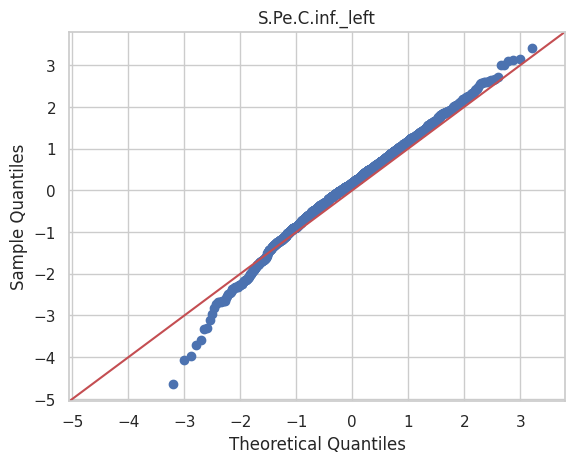 S.Pe.C.inf._left
3
2
1
0
−1
−2
−3
−4
−5
Sample Quantiles
−5 −4 −3 −2 −1 0 1 2 3
Theoretical Quantiles